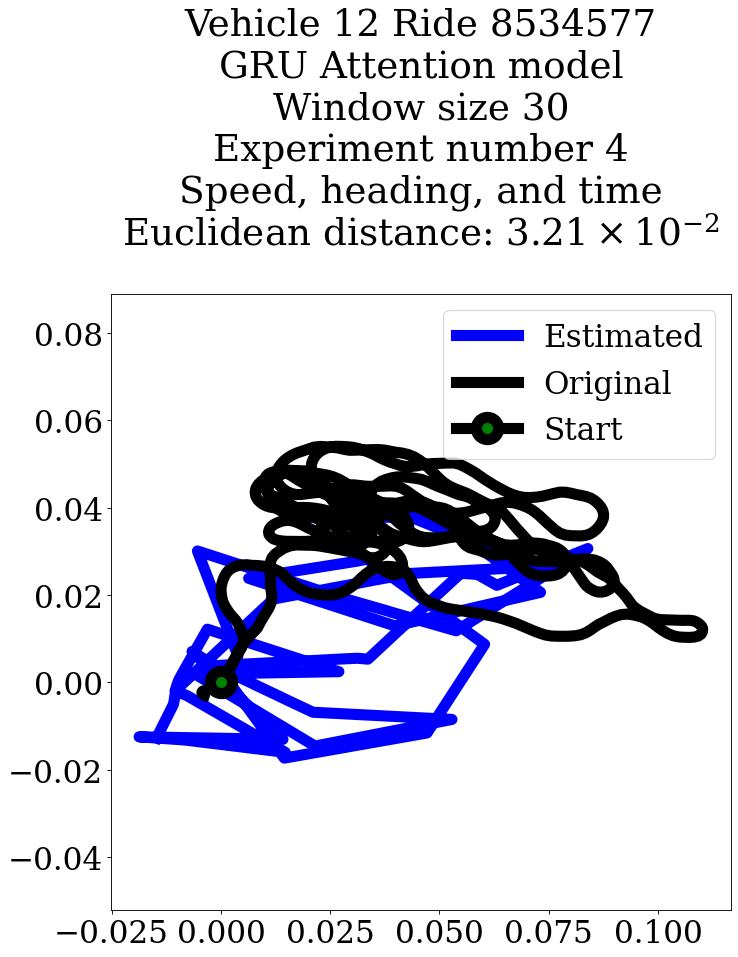 Vehicle 12 Ride 8534577
GRU Attention model
Window size 30
Experiment number 4
Speed, heading, and time
Euclidean distance: 3.21 × 10⁻²
Estimated
Original
Start
0.08
0.06
0.04
0.02
0.00
−0.02
−0.04
−0.025 0.000 0.025 0.050 0.075 0.100